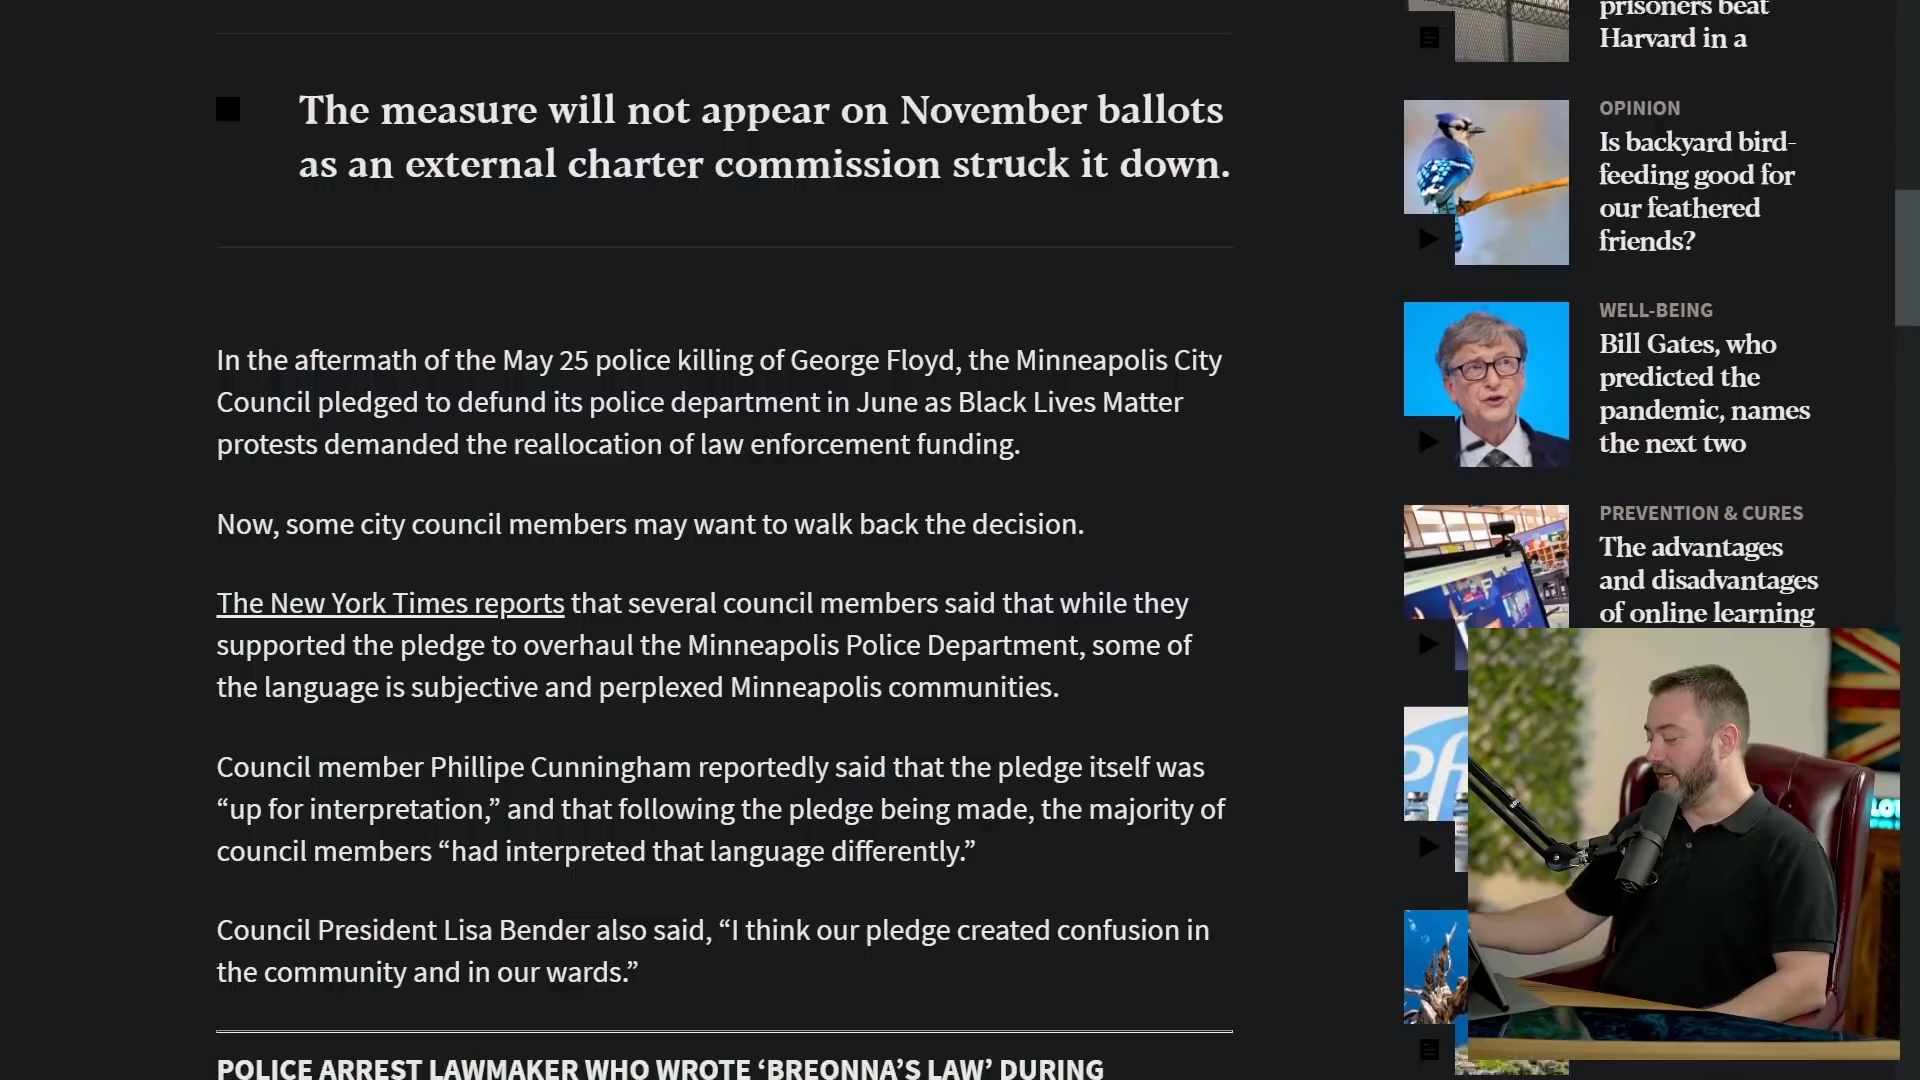 The measure will not appear on November ballots
as an external charter commission struck it down.
In the aftermath of the May 25 police killing of George Floyd, the Minneapolis City
Council pledged to defund its police department in June as Black Lives Matter
protests demanded the reallocation of law enforcement funding.
Now, some city council members may want to walk back the decision.
The New York Times reports that several council members said that while they
supported the pledge to overhaul the Minneapolis Police Department, some of
the language is subjective and perplexed Minneapolis communities.
Council member Phillipe Cunningham reportedly said that the pledge itself was
“up for interpretation,” and that following the pledge being made, the majority of
council members “had interpreted that language differently.”
Council President Lisa Bender also said, “I think our pledge created confusion in
the community and in our wards.”
POLICE ARREST LAWMAKER WHO WROTE ‘BREONNA’S LAW’ DURING
prisoners beat
Harvard in a
OPINION
Is backyard bird-
feeding good for
our feathered
friends?
WELL-BEING
Bill Gates, who
predicted the
pandemic, names
the next two
PREVENTION & CURES
The advantages
and disadvantages
of online learning